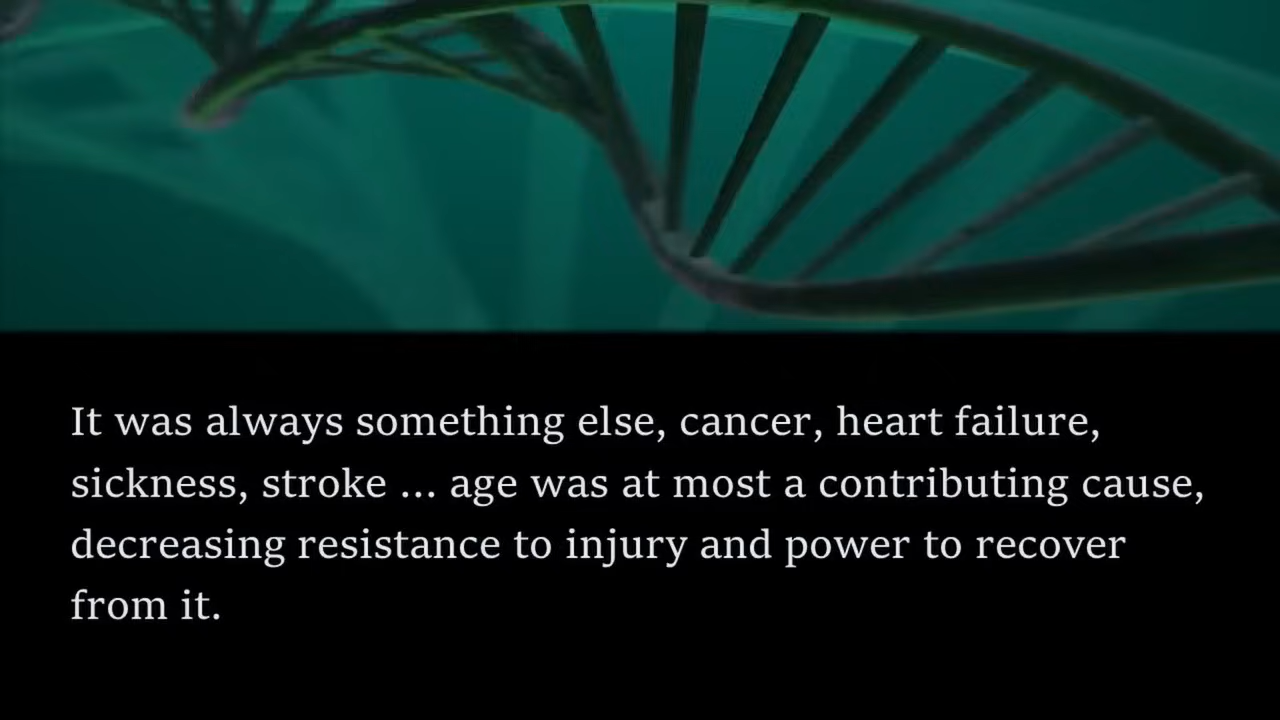 It was always something else, cancer, heart failure,
sickness, stroke ... age was at most a contributing cause,
decreasing resistance to injury and power to recover
from it.